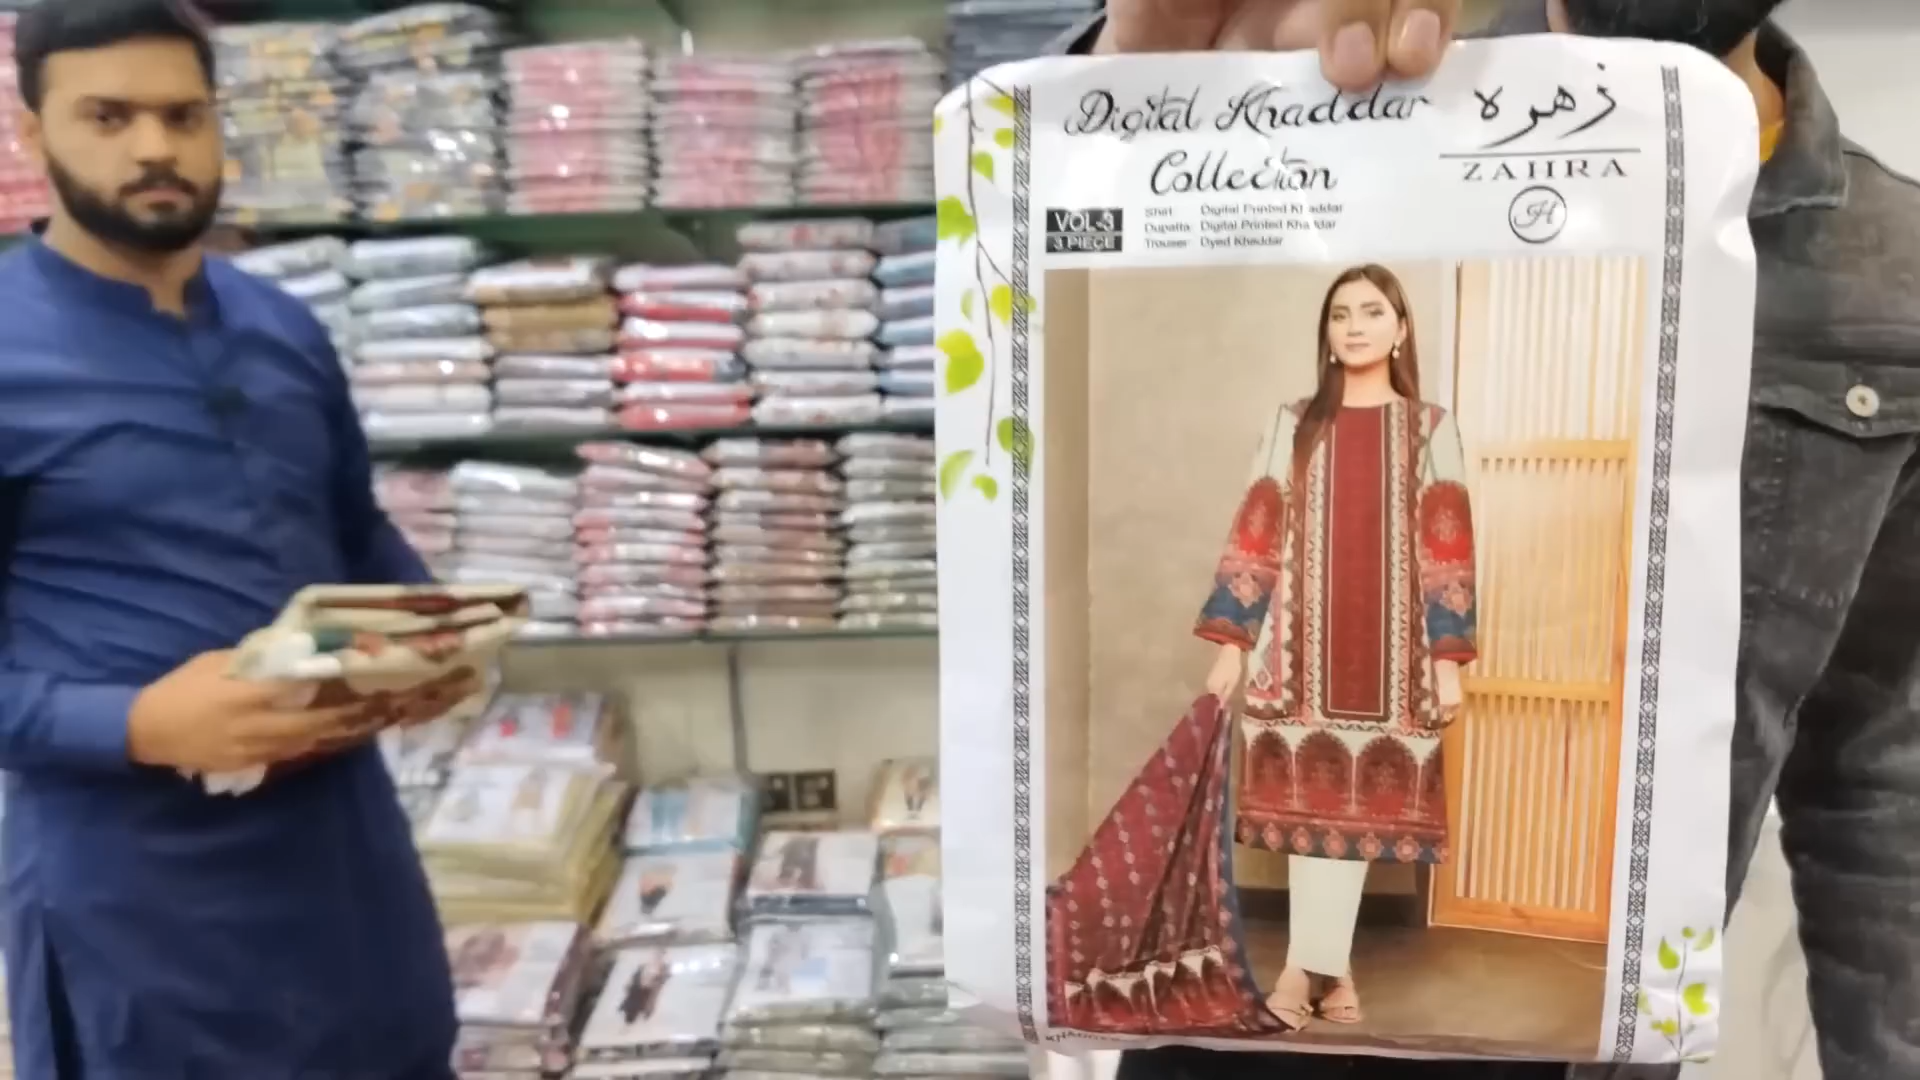 Digital Khaddar
Collection
زهره
ZAHRA
H
VOL-3
3 PIECE
Shirt Digital Printed Khaddar
Dupatta Digital Printed Khaddar
Trouser Dyed Khaddar